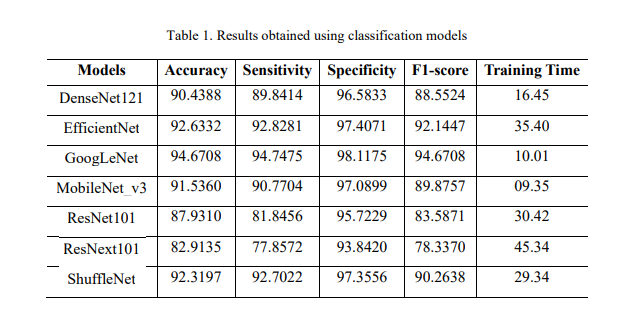 Table 1. Results obtained using classification models
Models Accuracy Sensitivity Specificity F1-score Training Time
DenseNet121 90.4388 89.8414 96.5833 88.5524 16.45
EfficientNet 92.6332 92.8281 97.4071 92.1447 35.40
GoogLeNet 94.6708 94.7475 98.1175 94.6708 10.01
MobileNet_v3 91.5360 90.7704 97.0899 89.8757 09.35
ResNet101 87.9310 81.8456 95.7229 83.5871 30.42
ResNext101 82.9135 77.8572 93.8420 78.3370 45.34
ShuffleNet 92.3197 92.7022 97.3556 90.2638 29.34